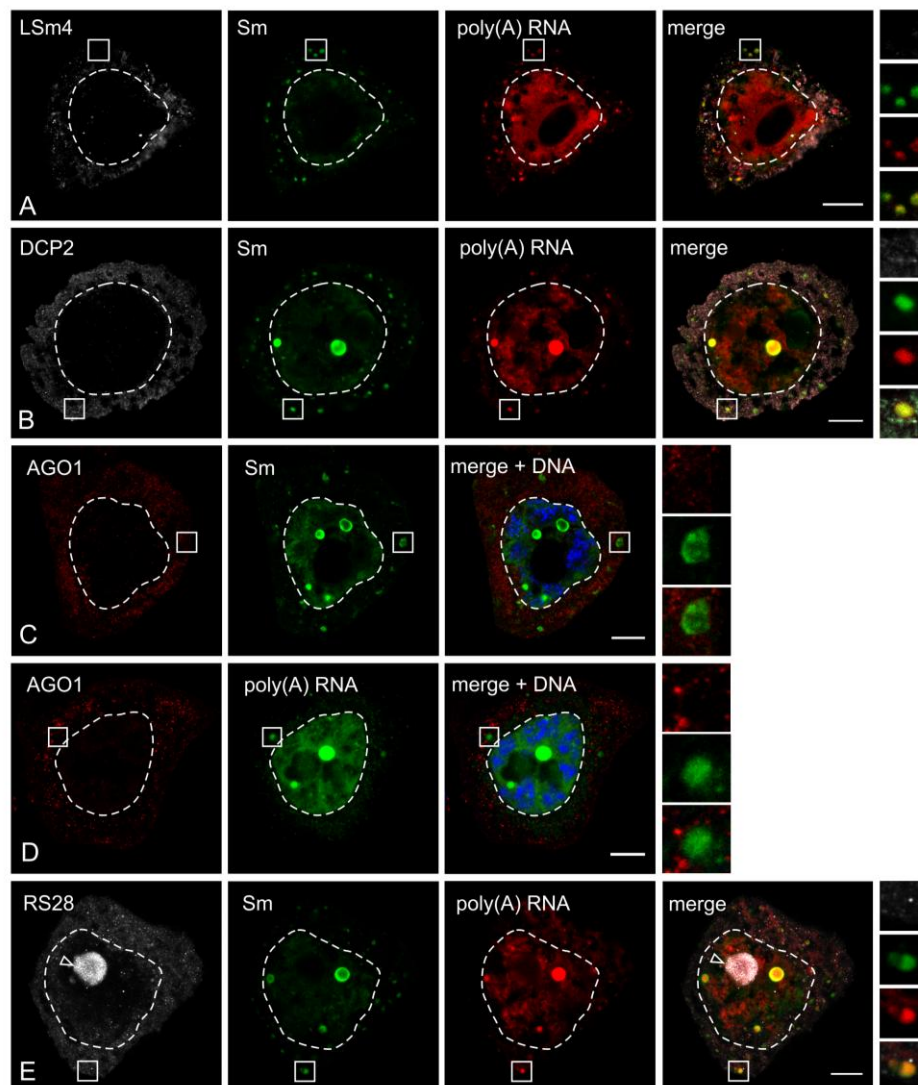 LSm4 Sm poly(A) RNA merge
A
DCP2 Sm poly(A) RNA merge
B
AGO1 Sm merge + DNA
C
AGO1 poly(A) RNA merge + DNA
D
RS28 Sm poly(A) RNA merge
E